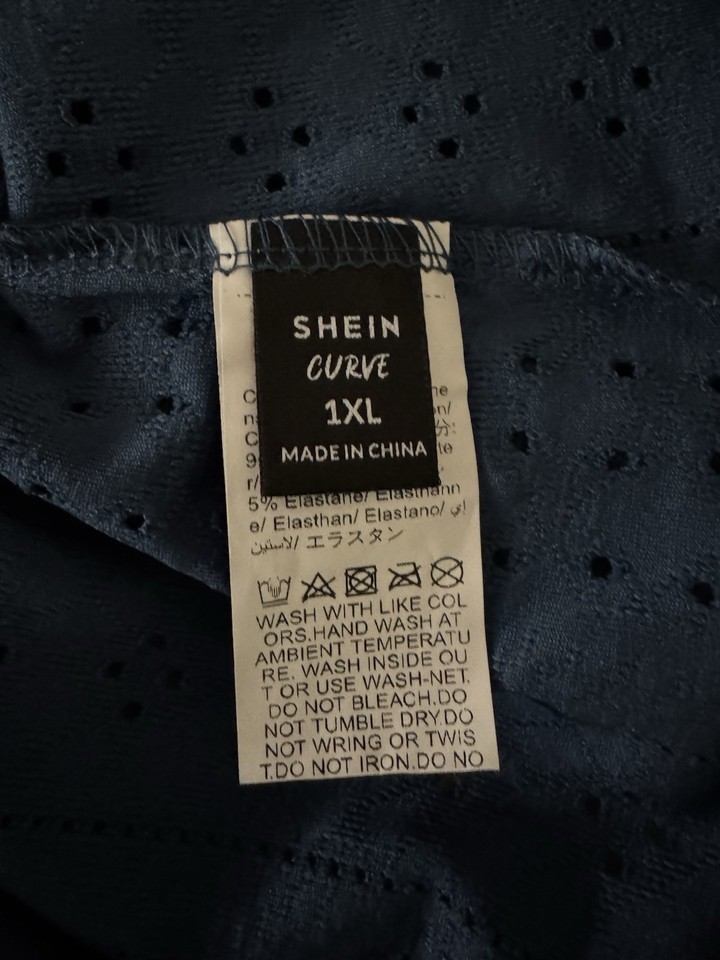 SHEIN
CURVE
1XL
MADE IN CHINA
5% Elastane/ Elasthann
e/ Elasthan/ Elastano/ إي
لاستين/ エラスタン
WASH WITH LIKE COL
ORS.HAND WASH AT
AMBIENT TEMPERATU
RE. WASH INSIDE OU
T OR USE WASH-NET.
DO NOT BLEACH.DO
NOT TUMBLE DRY.DO
NOT WRING OR TWIS
T.DO NOT IRON.DO NO